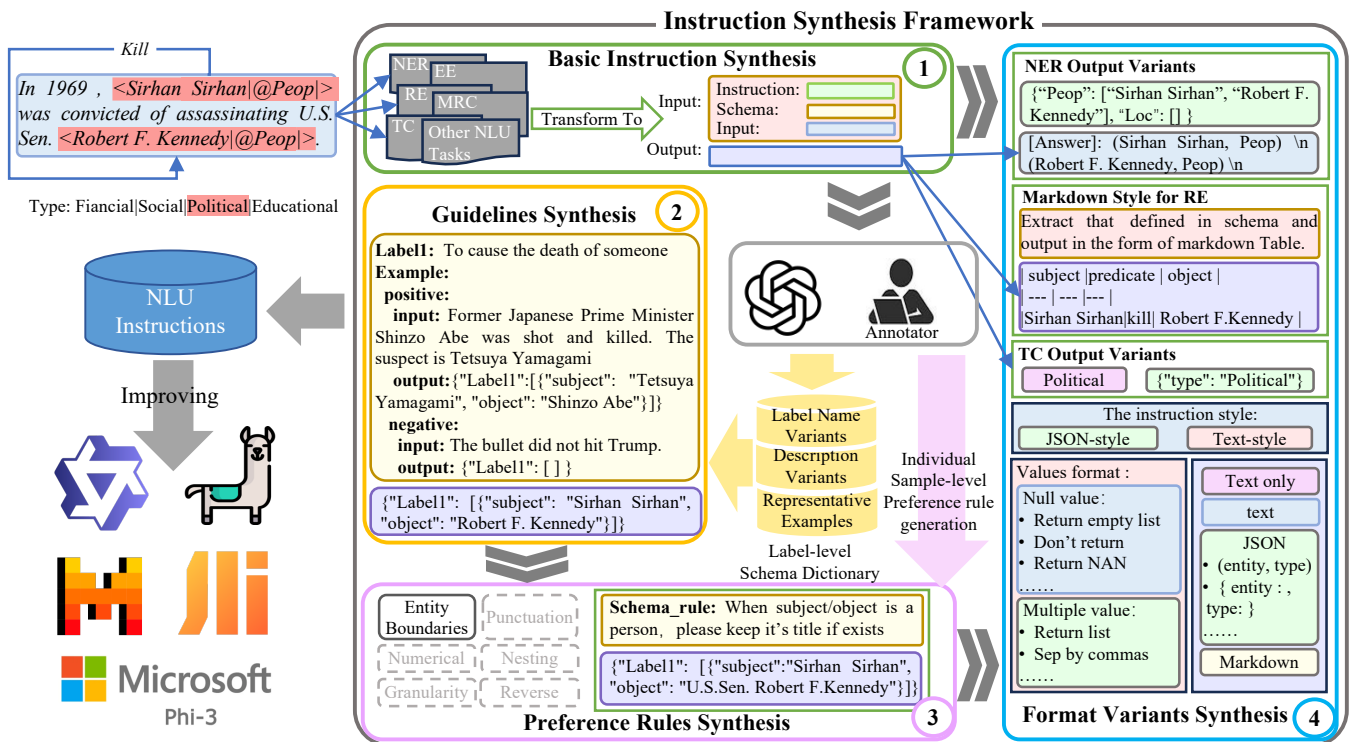 Instruction Synthesis Framework
Kill
In 1969 , <Sirhan Sirhan|@Peop|>
was convicted of assassinating U.S.
Sen. <Robert F. Kennedy|@Peop|>.
Type: Fiancial|Social|Political|Educational
NLU
Instructions
Improving
Microsoft
Phi-3
Basic Instruction Synthesis
1
NER
EE
RE
MRC
TC
Other NLU
Tasks
Transform To
Input:
Instruction:
Schema:
Input:
Output:
Guidelines Synthesis
2
Label1: To cause the death of someone
Example:
positive:
input: Former Japanese Prime Minister
Shinzo Abe was shot and killed. The
suspect is Tetsuya Yamagami
output:{"Label1":[{"subject": "Tetsuya
Yamagami", "object": "Shinzo Abe"}]}
negative:
input: The bullet did not hit Trump.
output: {"Label1": [ ] }
{"Label1": [{"subject": "Sirhan Sirhan",
"object": "Robert F. Kennedy"}]}
Annotator
Label Name
Variants
Description
Variants
Representative
Examples
Label-level
Schema Dictionary
Individual
Sample-level
Preference rule
generation
Entity
Boundaries
Punctuation
Numerical
Nesting
Granularity
Reverse
Schema_rule: When subject/object is a
person， please keep it's title if exists
{"Label1": [{"subject":"Sirhan Sirhan",
"object": "U.S.Sen. Robert F.Kennedy"}]}
Preference Rules Synthesis
3
NER Output Variants
{“Peop”: [“Sirhan Sirhan”, “Robert F.
Kennedy”], “Loc”: [] }
[Answer]: (Sirhan Sirhan, Peop) \n
(Robert F. Kennedy, Peop) \n
Markdown Style for RE
Extract that defined in schema and
output in the form of markdown Table.
| subject |predicate | object |
| --- | --- |--- |
|Sirhan Sirhan|kill| Robert F.Kennedy |
TC Output Variants
Political
{"type": "Political"}
The instruction style:
JSON-style
Text-style
Values format :
Null value：
• Return empty list
• Don’t return
• Return NAN
……
Multiple value：
• Return list
• Sep by commas
……
Text only
text
JSON
• (entity, type)
• { entity : ,
type: }
……
Markdown
Format Variants Synthesis
4